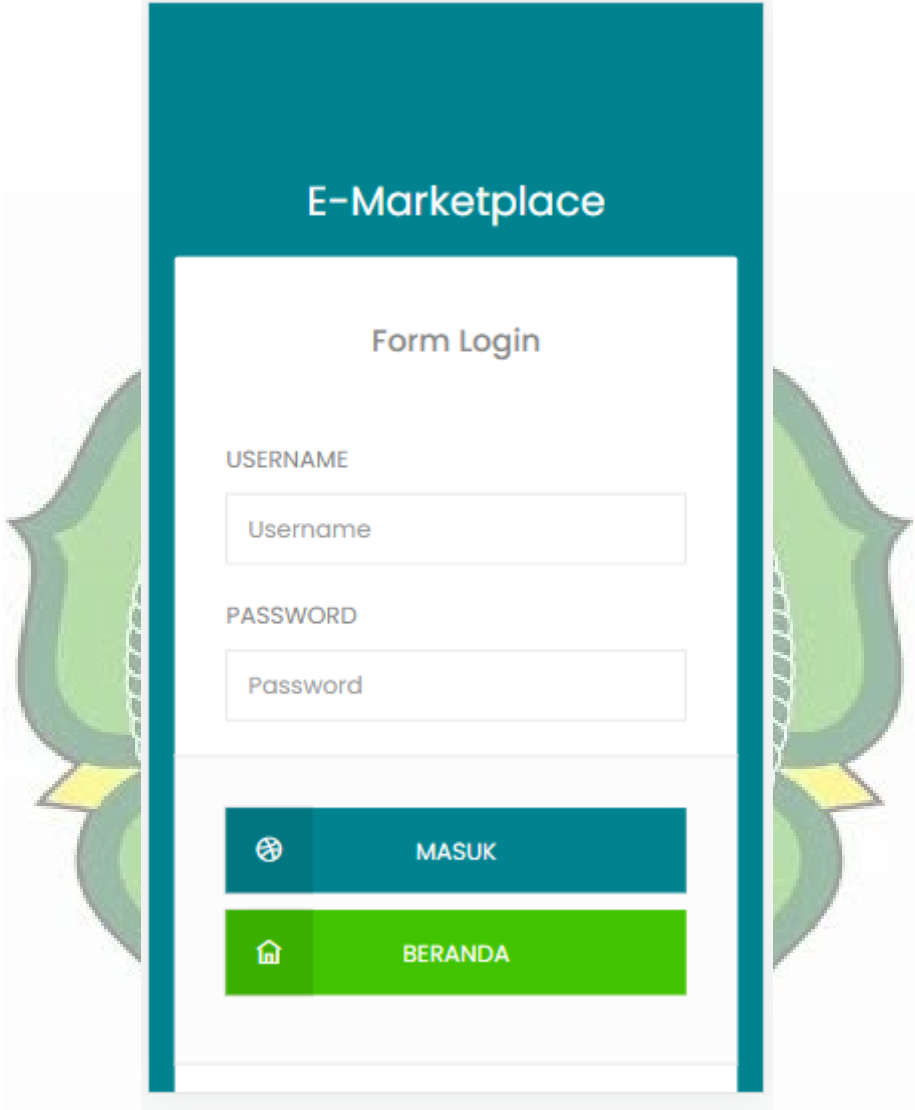 E-Marketplace
Form Login
USERNAME
Username
PASSWORD
Password
MASUK
BERANDA